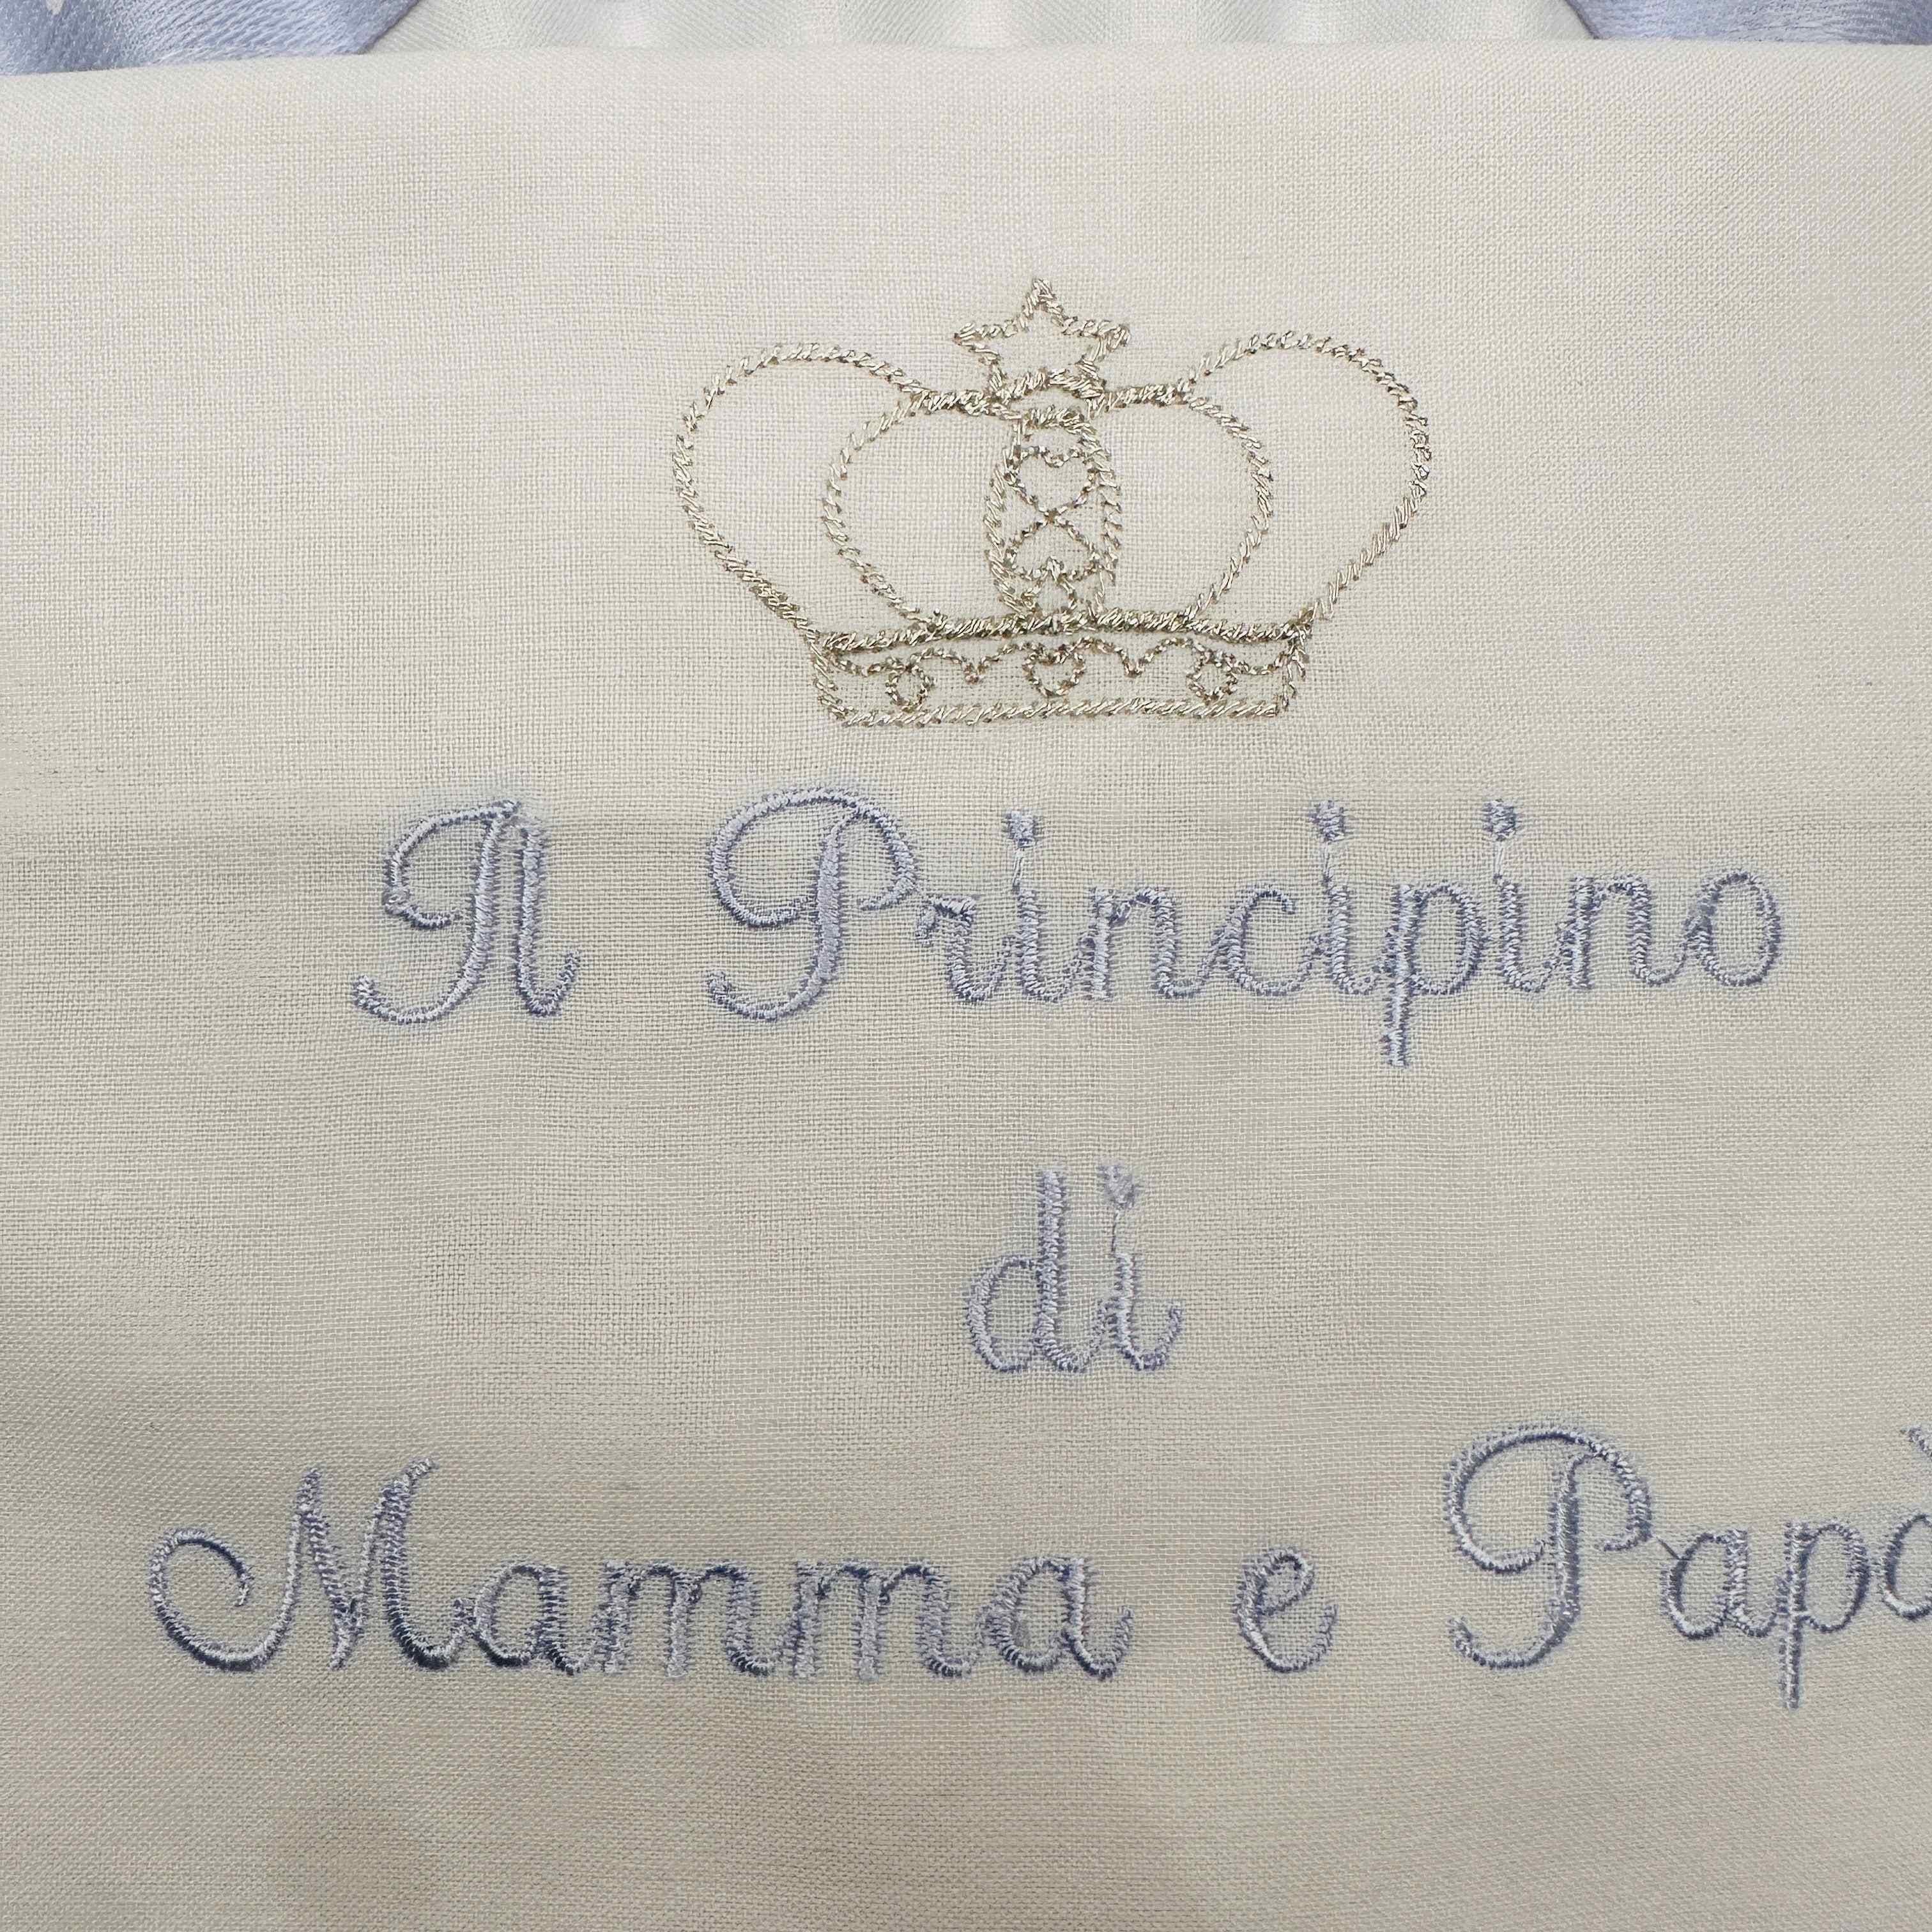 Il Principino
di
Mamma e Papà